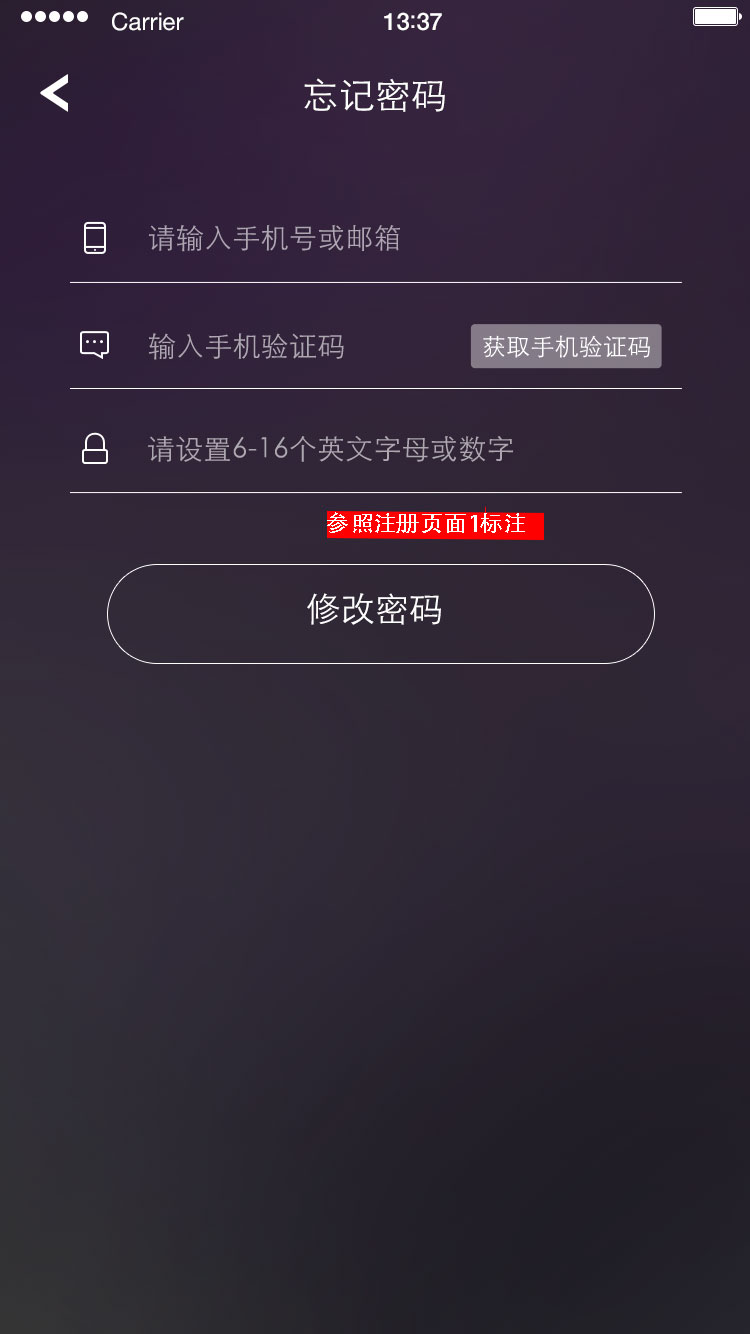 Carrier 13:37
忘记密码
请输入手机号或邮箱
输入手机验证码 获取手机验证码
请设置6-16个英文字母或数字
参照注册页面1标注
修改密码